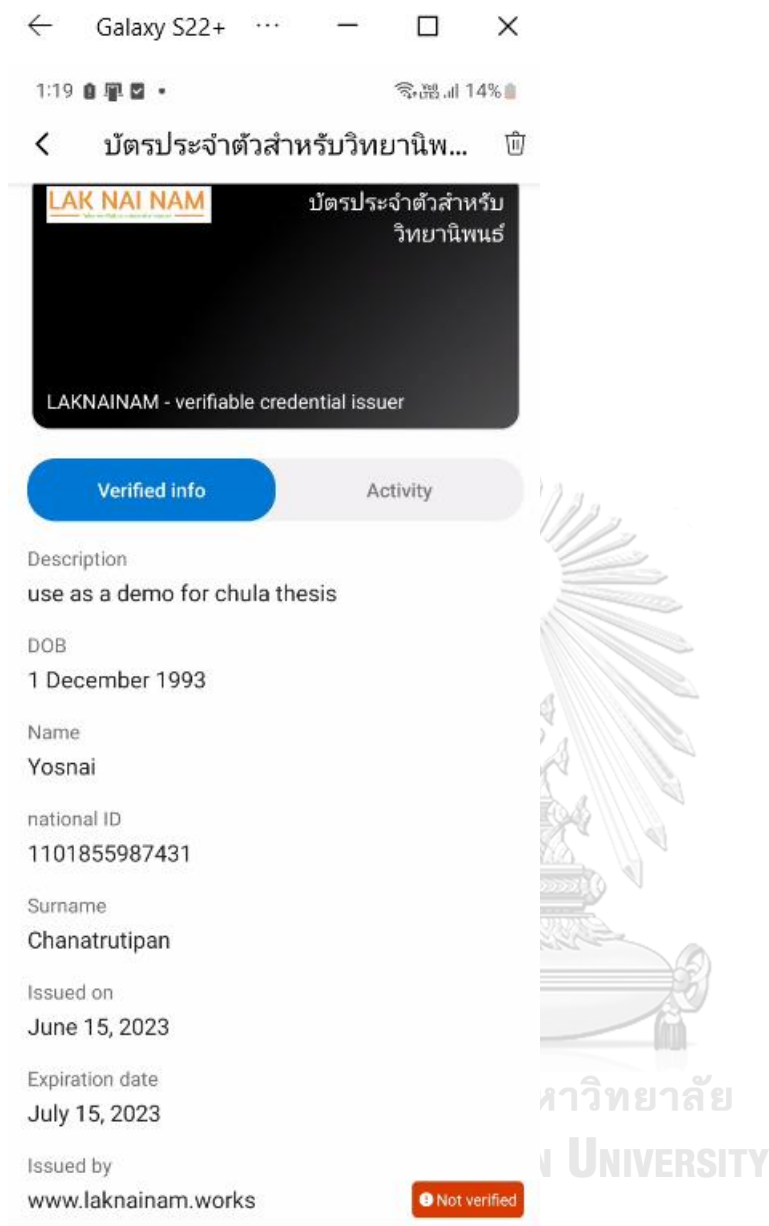 Galaxy S22+ ...
1:19 14%
บัตรประจำตัวสำหรับวิทยานิพ...
LAK NAI NAM
บัตรประจำตัวสำหรับ
วิทยานิพนธ์
LAKNAINAM - verifiable credential issuer
Verified info Activity
Description
use as a demo for chula thesis
DOB
1 December 1993
Name
Yosnai
national ID
1101855987431
Surname
Chanatrutipan
Issued on
June 15, 2023
Expiration date
July 15, 2023
Issued by
www.laknainam.works Not verified
หาวิทยาลัย
UNIVERSITY